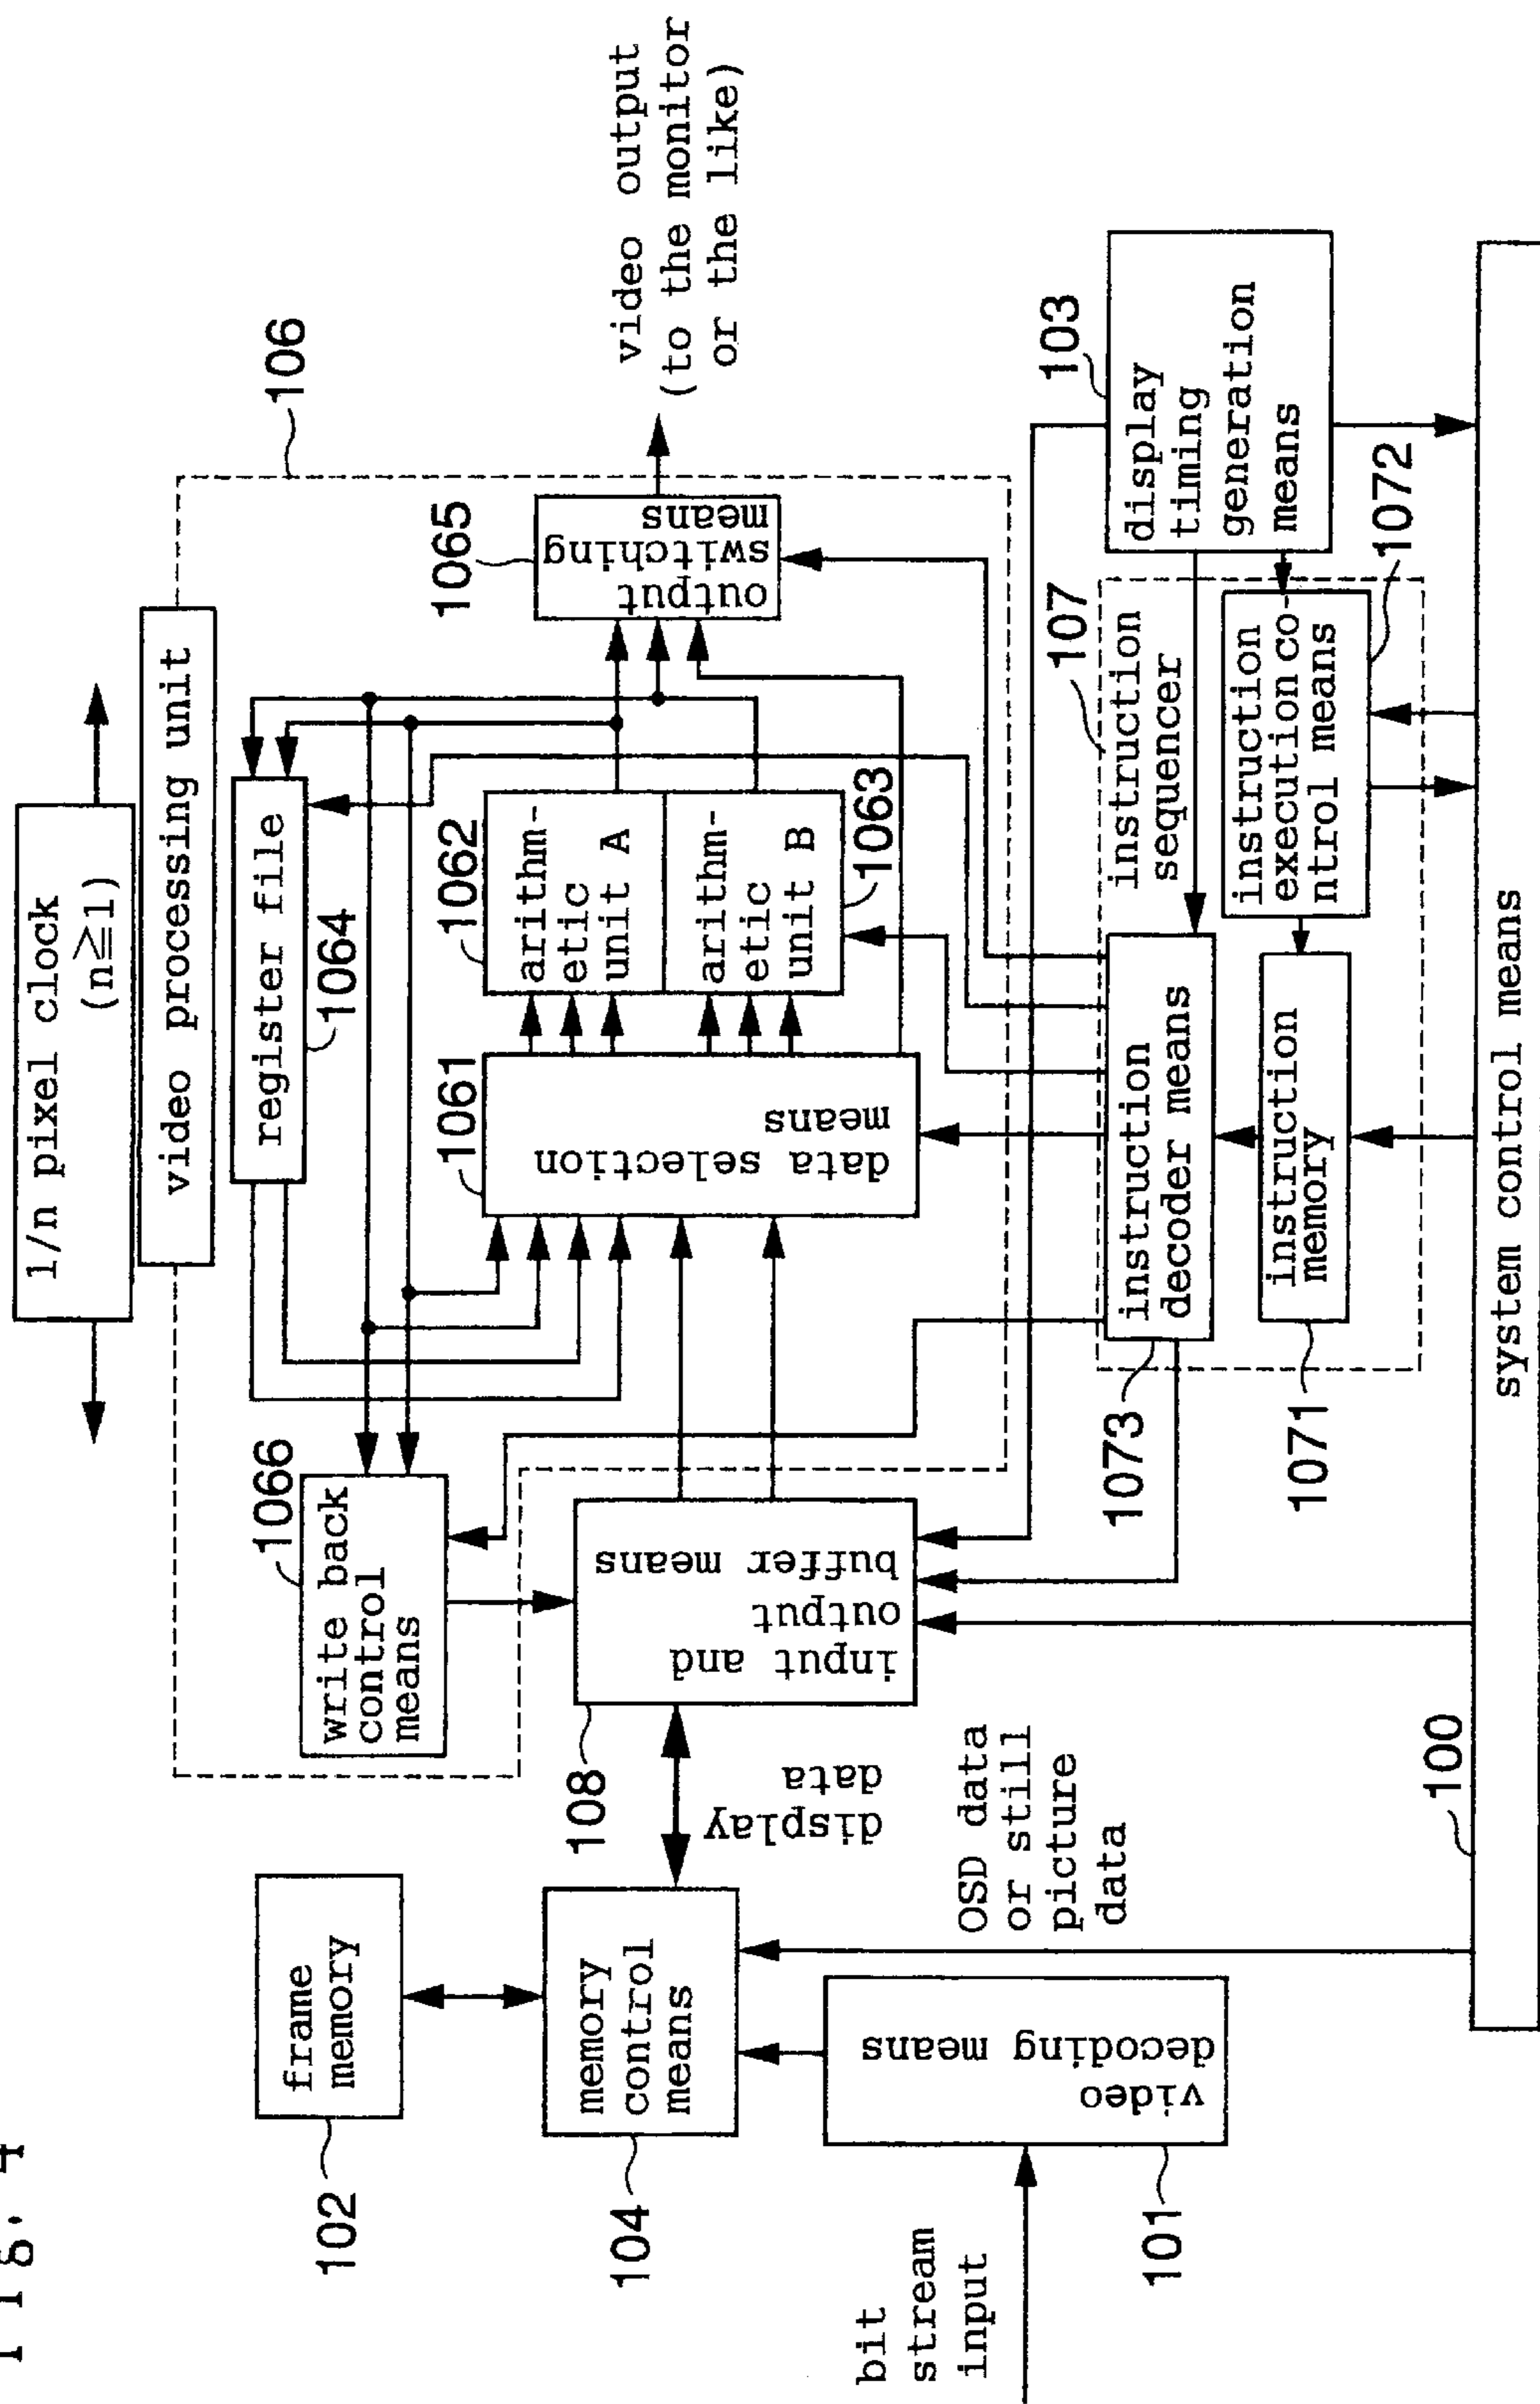 Fig. 4
1/n pixel clock
(n≧1)
video processing unit
106
register file
1064
1066
write back
control
means
1061
data selection
means
1062
arithm-
etic
unit A
arithm-
etic
unit B
1063
1065
output
switching
means
video output
(to the monitor
or the like)
102
frame
memory
104
memory
control
means
display
data
108
input and
output
buffer means
OSD data
or still
picture
data
bit
stream
input
101
video
decoding means
107
instruction
sequencer
1073
instruction
decoder means
1071
instruction
memory
instruction
execution co-
ntrol means
1072
103
display
timing
generation
means
100
system control means